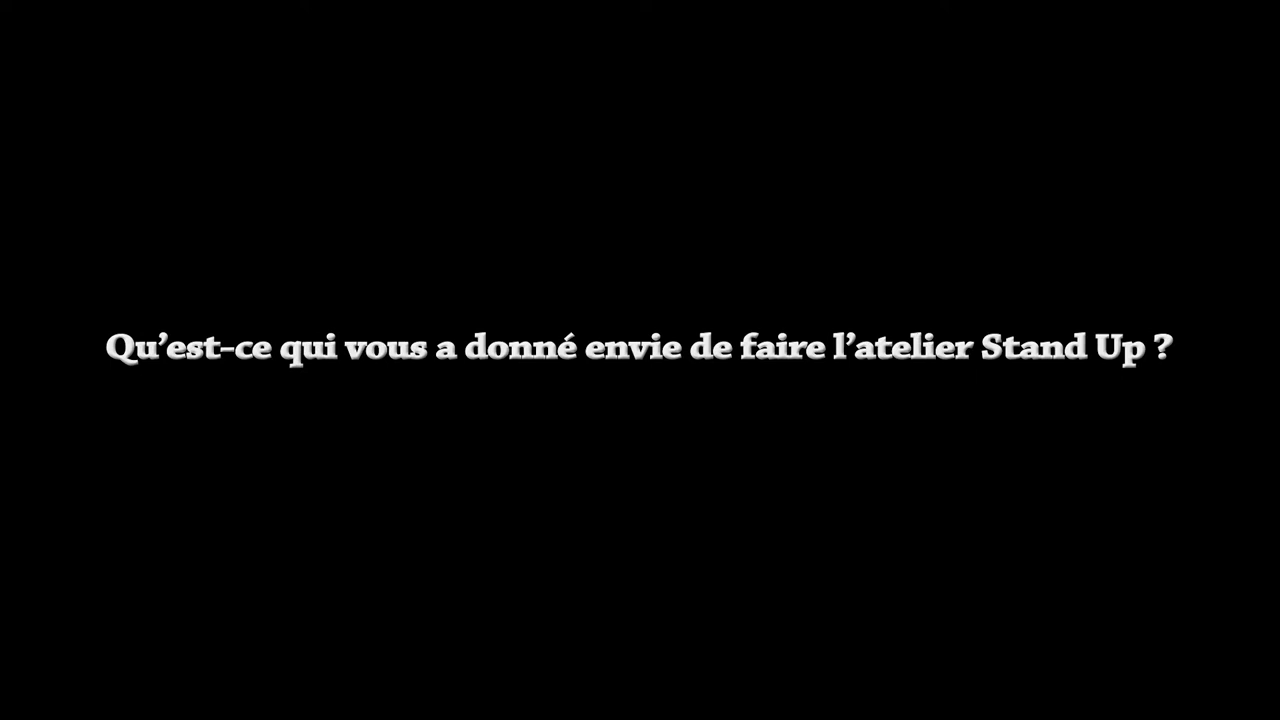 Qu’est-ce qui vous a donné envie de faire l’atelier Stand Up ?